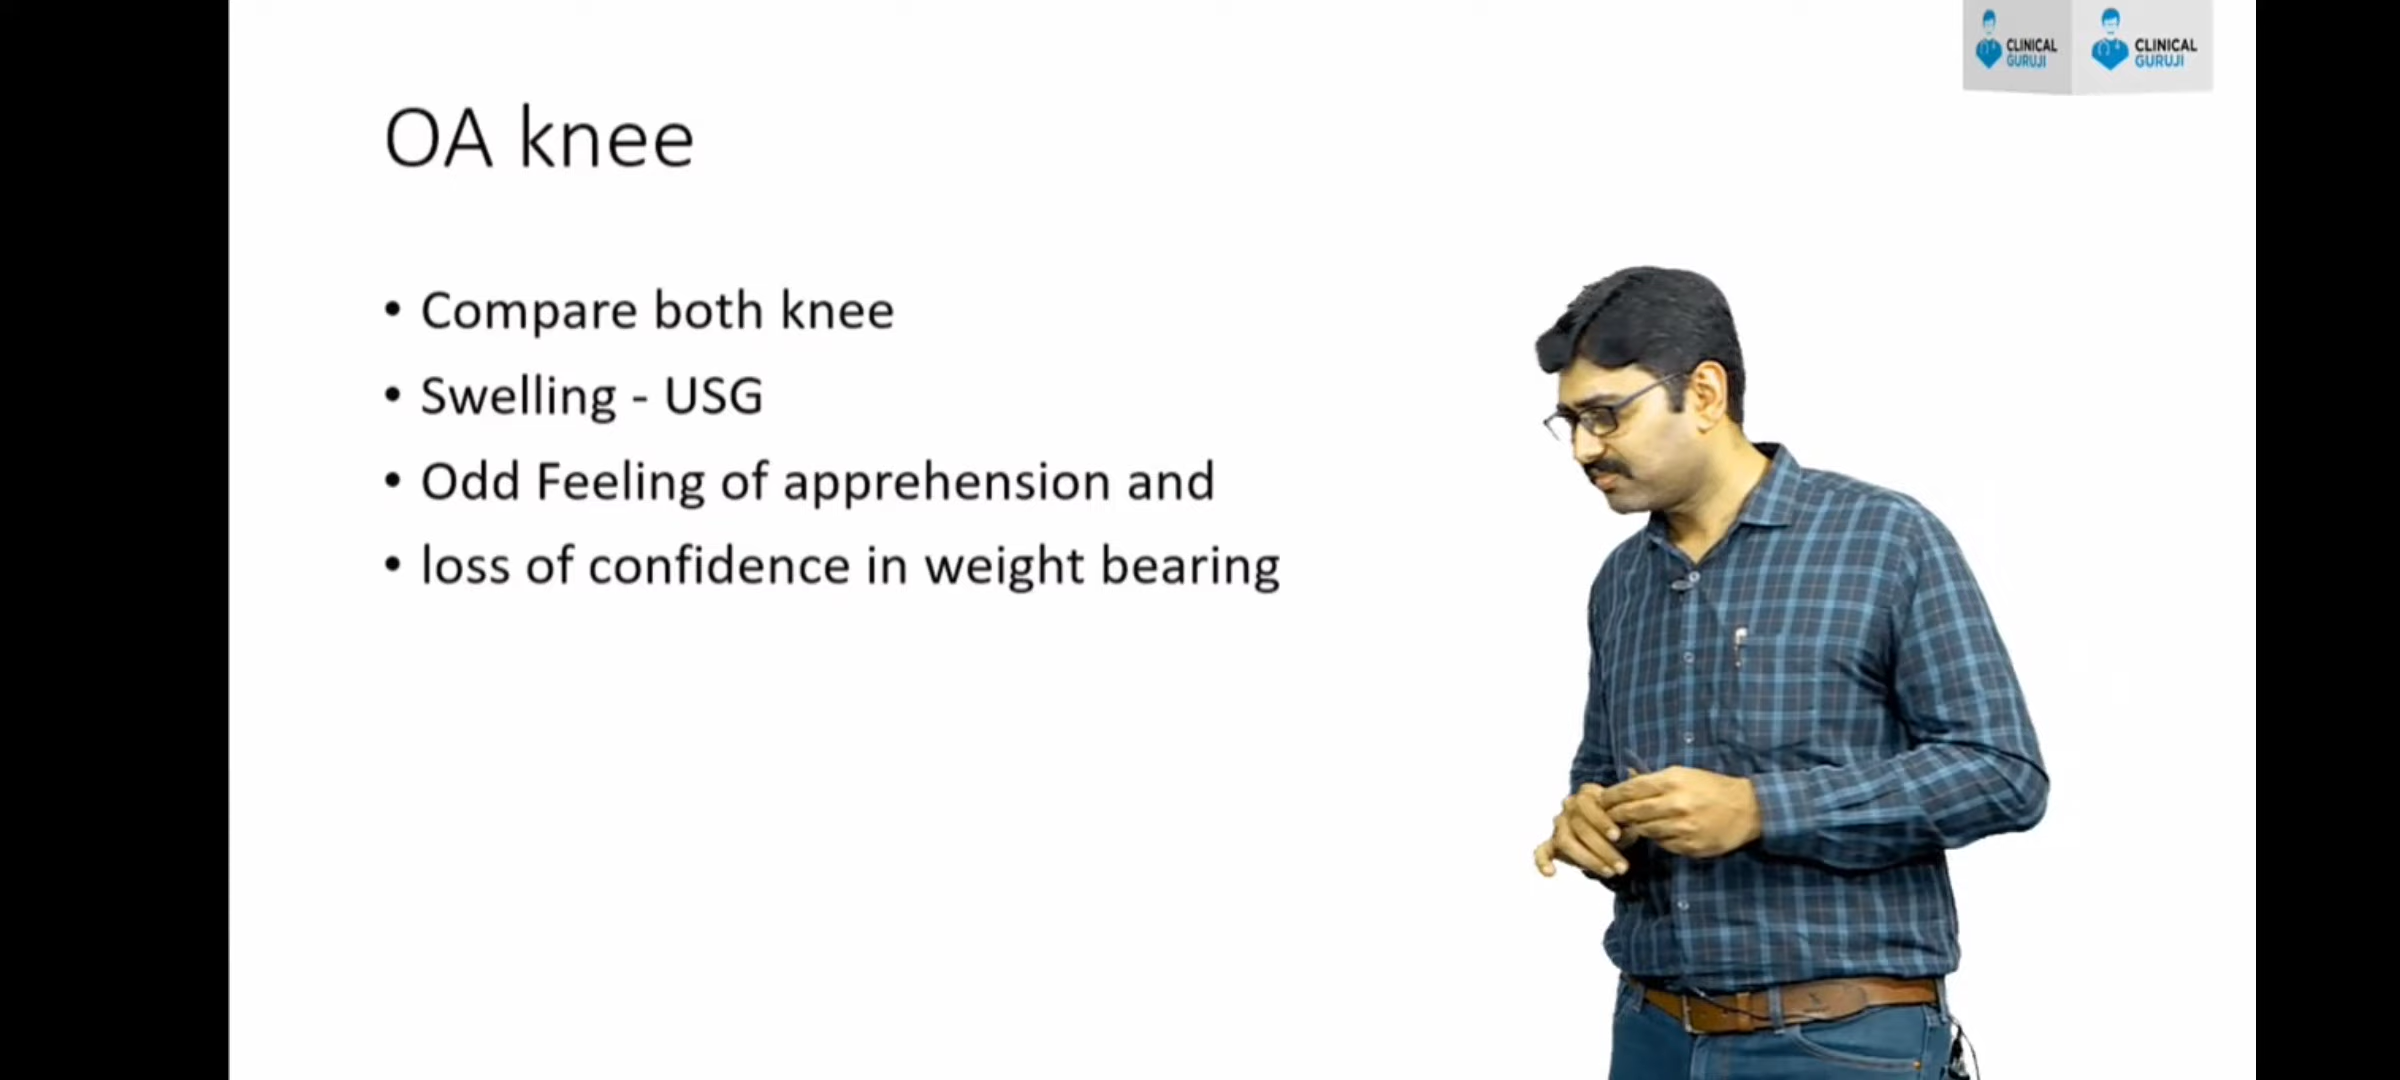 CLINICAL
GURUJI
CLINICAL
GURUJI
OA knee
• Compare both knee
• Swelling - USG
• Odd Feeling of apprehension and
• loss of confidence in weight bearing